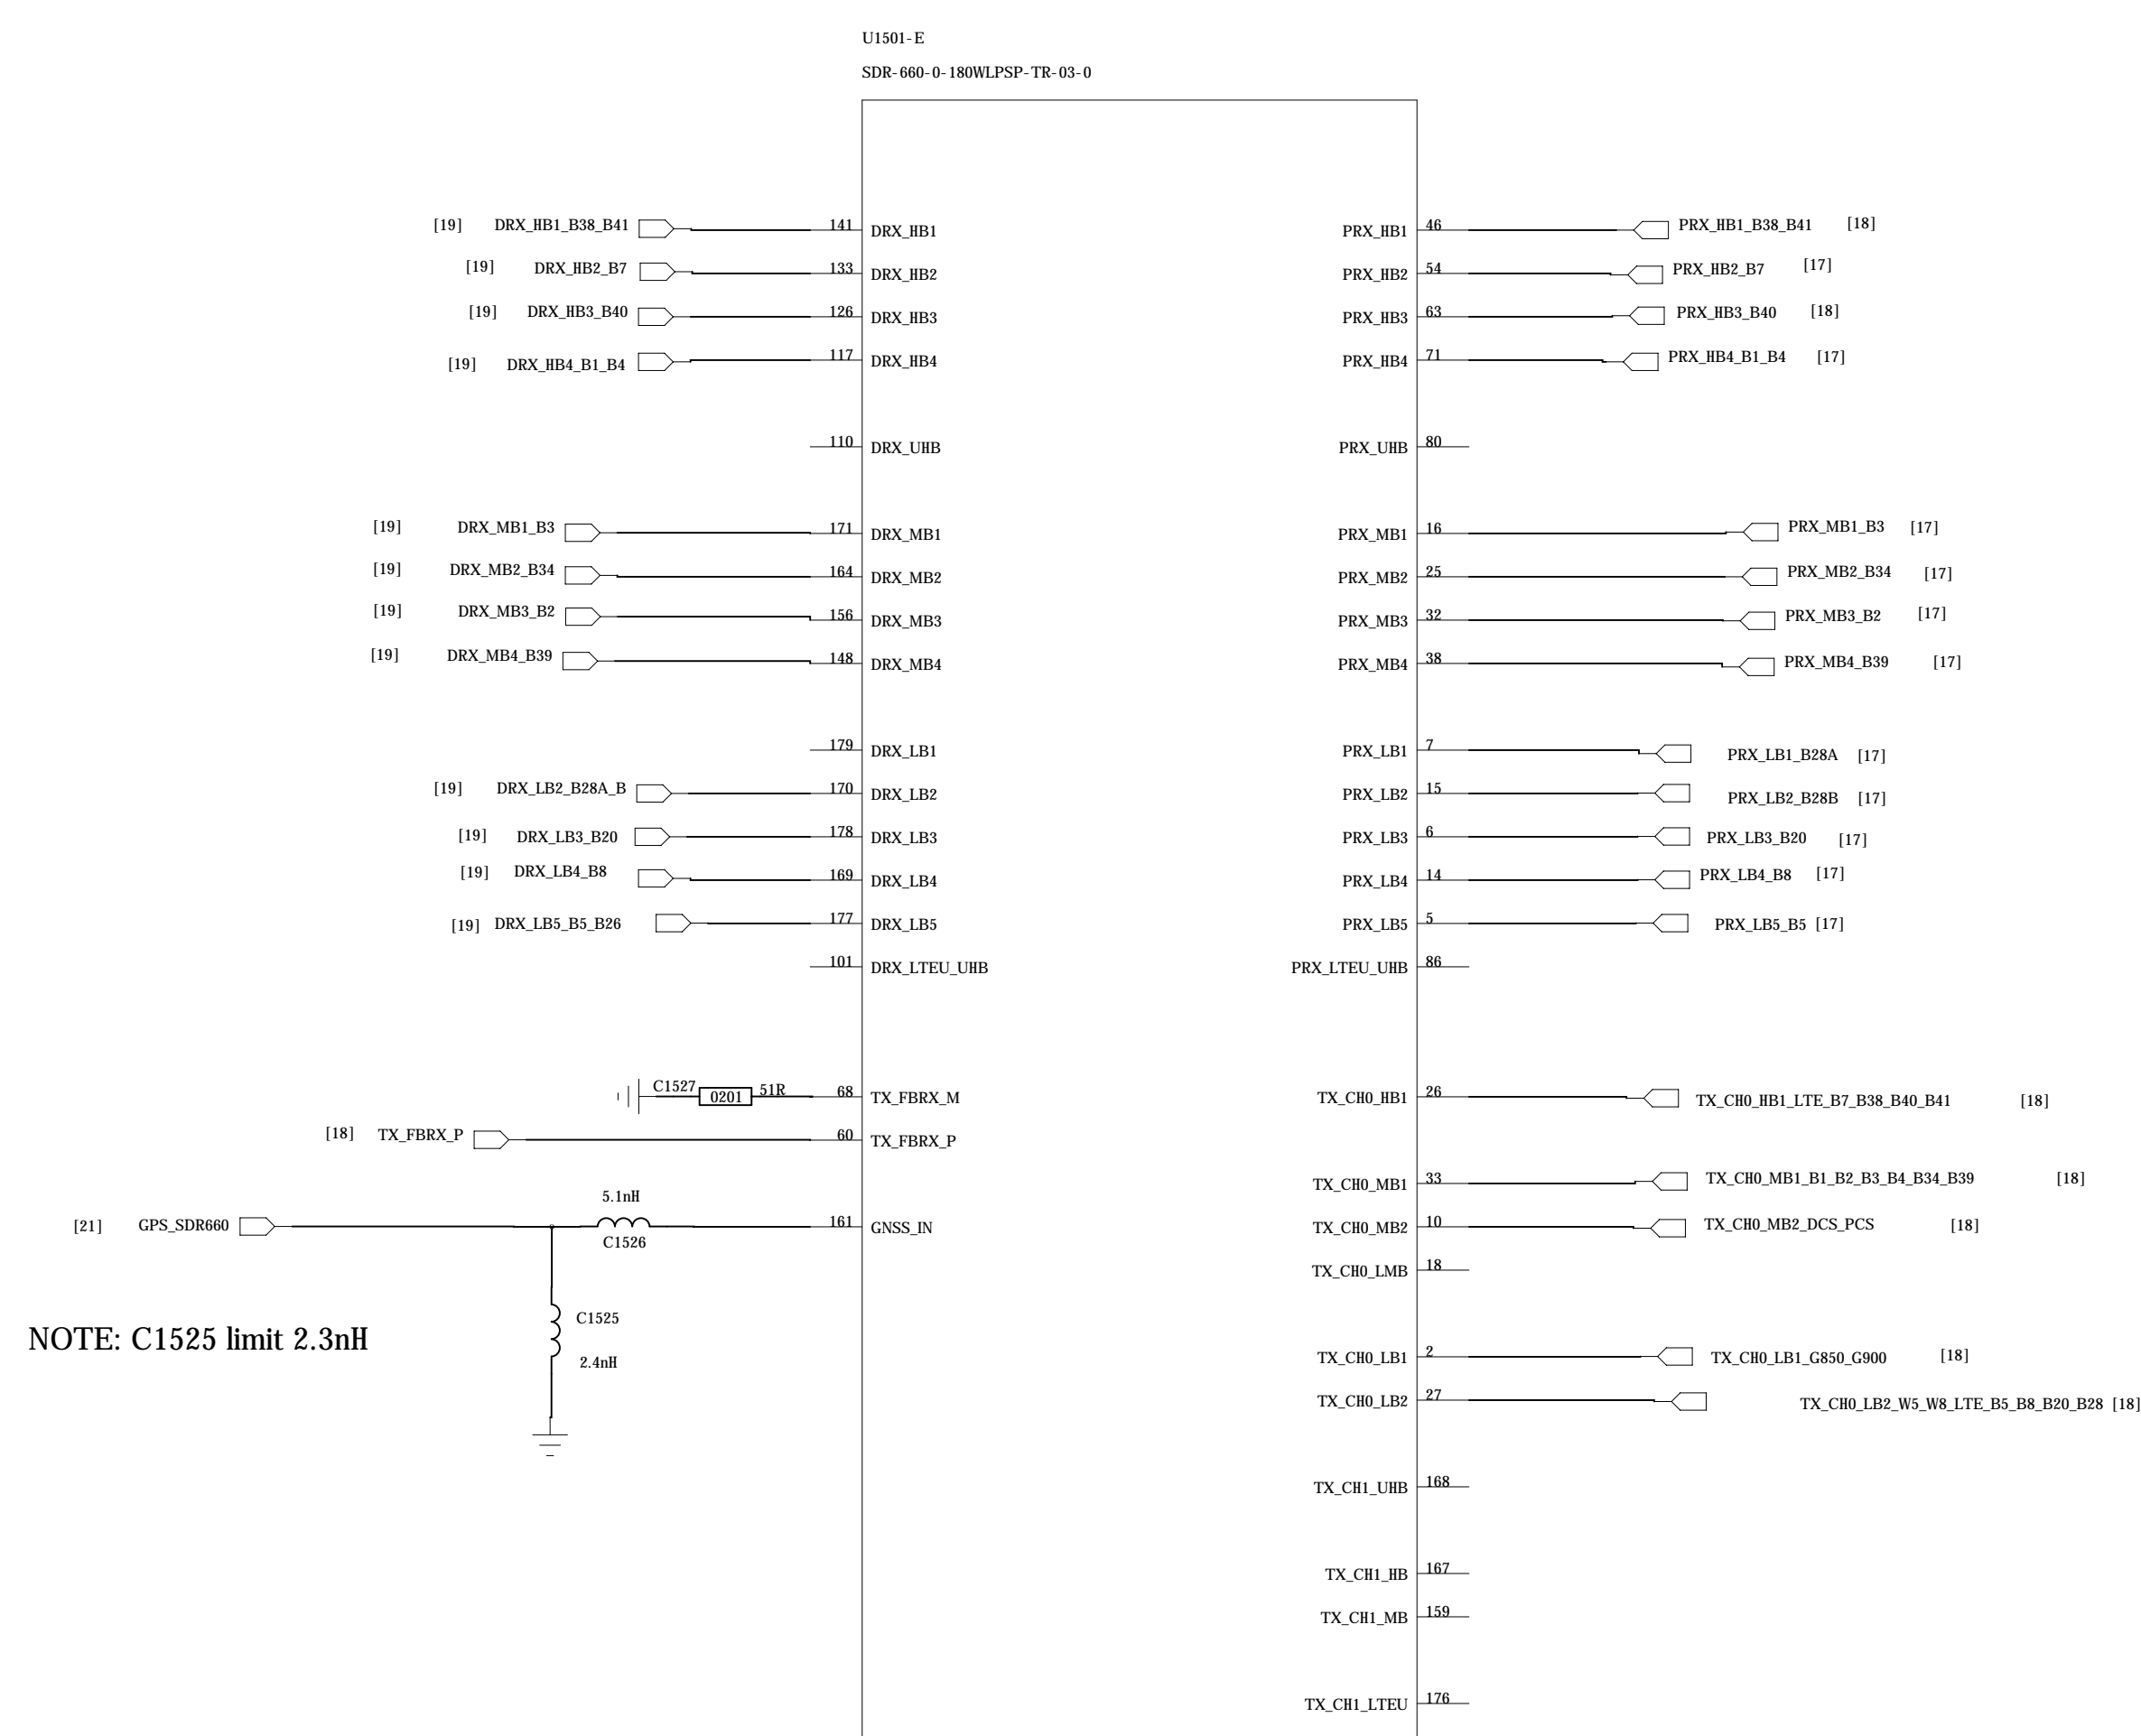 U1501-E
SDR-660-0-180WLPSP-TR-03-0
[19] DRX_HB1_B38_B41 141 DRX_HB1 PRX_HB1 46 PRX_HB1_B38_B41 [18]
[19] DRX_HB2_B7 133 DRX_HB2 PRX_HB2 54 PRX_HB2_B7 [17]
[19] DRX_HB3_B40 126 DRX_HB3 PRX_HB3 63 PRX_HB3_B40 [18]
[19] DRX_HB4_B1_B4 117 DRX_HB4 PRX_HB4 71 PRX_HB4_B1_B4 [17]
110 DRX_UHB PRX_UHB 80
[19] DRX_MB1_B3 171 DRX_MB1 PRX_MB1 16 PRX_MB1_B3 [17]
[19] DRX_MB2_B34 164 DRX_MB2 PRX_MB2 25 PRX_MB2_B34 [17]
[19] DRX_MB3_B2 156 DRX_MB3 PRX_MB3 32 PRX_MB3_B2 [17]
[19] DRX_MB4_B39 148 DRX_MB4 PRX_MB4 38 PRX_MB4_B39 [17]
179 DRX_LB1 PRX_LB1 7 PRX_LB1_B28A [17]
[19] DRX_LB2_B28A_B 170 DRX_LB2 PRX_LB2 15 PRX_LB2_B28B [17]
[19] DRX_LB3_B20 178 DRX_LB3 PRX_LB3 6 PRX_LB3_B20 [17]
[19] DRX_LB4_B8 169 DRX_LB4 PRX_LB4 14 PRX_LB4_B8 [17]
[19] DRX_LB5_B5_B26 177 DRX_LB5 PRX_LB5 5 PRX_LB5_B5 [17]
101 DRX_LTEU_UHB PRX_LTEU_UHB 86
C1527 0201 51R 68 TX_FBRX_M TX_CH0_HB1 26 TX_CH0_HB1_LTE_B7_B38_B40_B41 [18]
[18] TX_FBRX_P 60 TX_FBRX_P
TX_CH0_MB1 33 TX_CH0_MB1_B1_B2_B3_B4_B34_B39 [18]
5.1nH
[21] GPS_SDR660 161 GNSS_IN TX_CH0_MB2 10 TX_CH0_MB2_DCS_PCS [18]
C1526
TX_CH0_LMB 18
C1525
NOTE: C1525 limit 2.3nH
2.4nH
TX_CH0_LB1 2 TX_CH0_LB1_G850_G900 [18]
TX_CH0_LB2 27 TX_CH0_LB2_W5_W8_LTE_B5_B8_B20_B28 [18]
TX_CH1_UHB 168
TX_CH1_HB 167
TX_CH1_MB 159
TX_CH1_LTEU 176